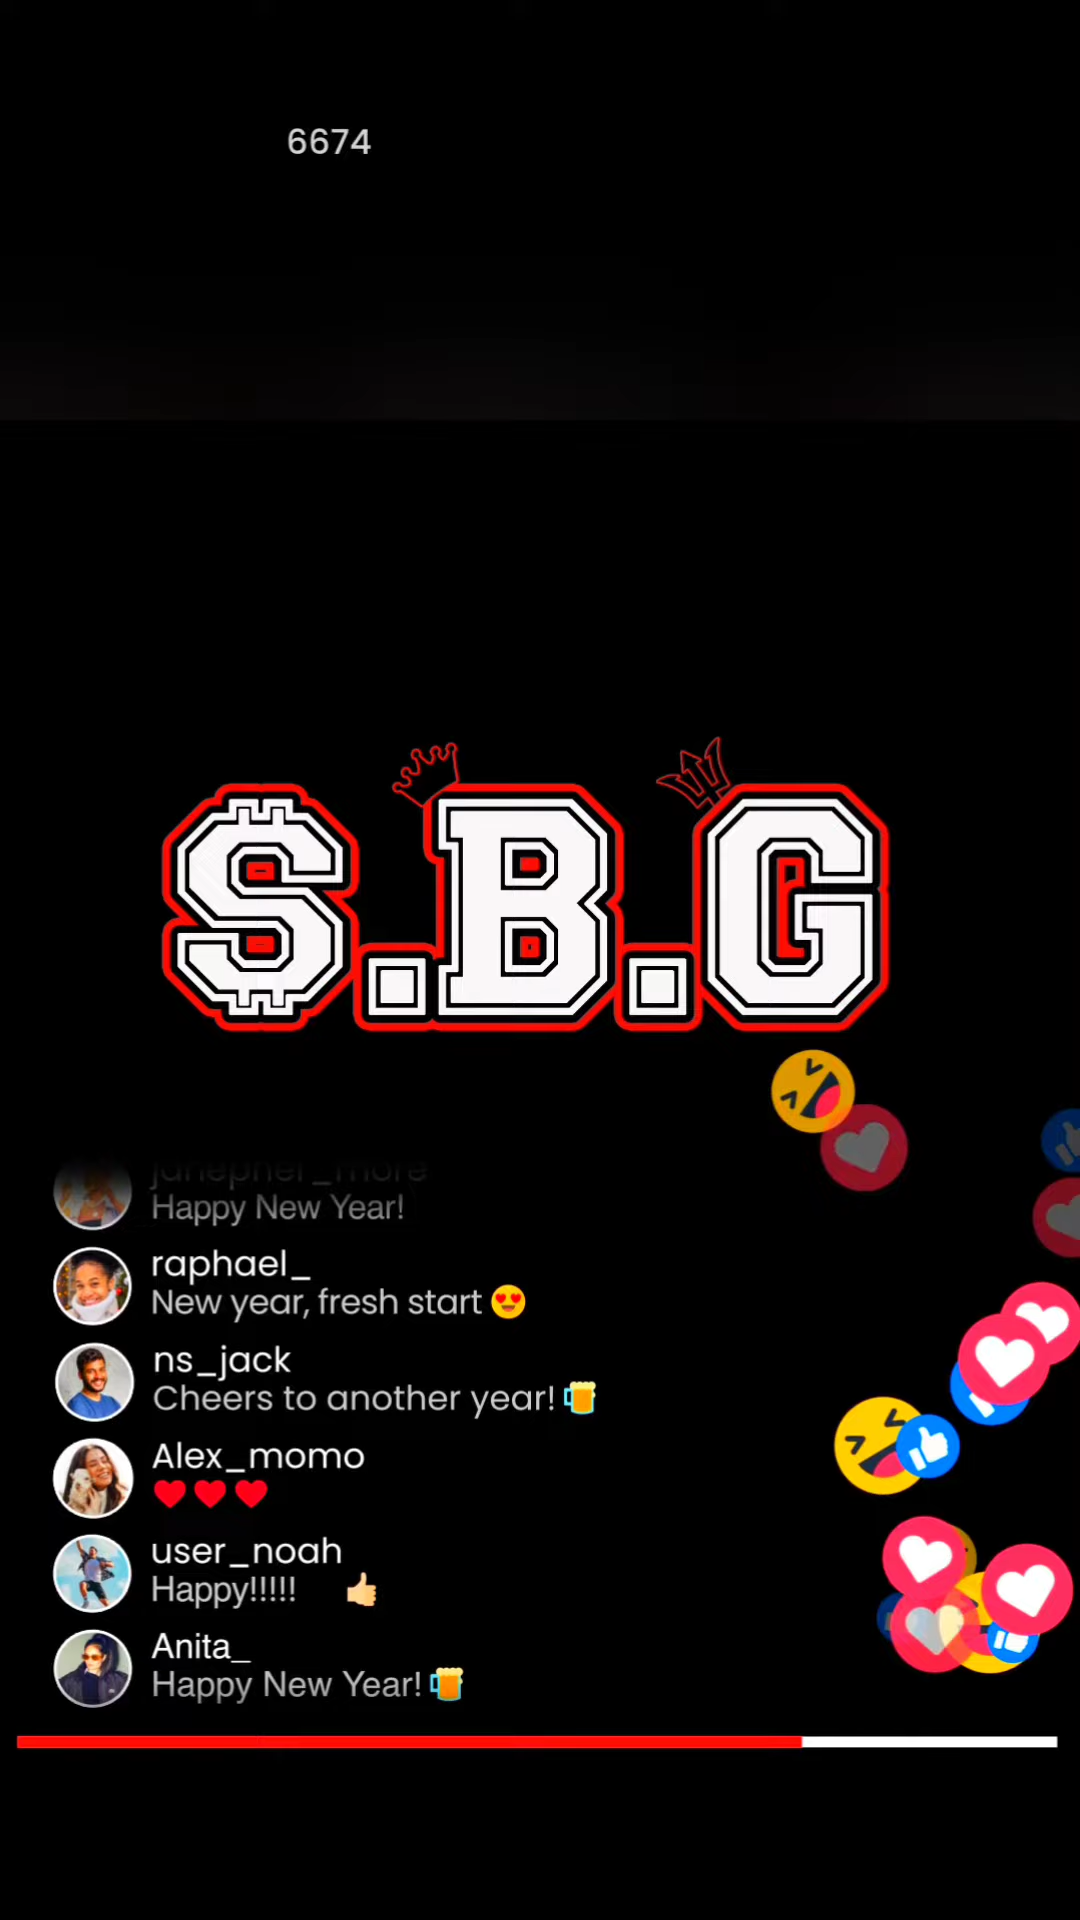 6674
$.B.G
Happy New Year!
raphael_
New year, fresh start 😍
ns_jack
Cheers to another year! 🍺
Alex_momo
❤️❤️❤️
user_noah
Happy!!!!! 👍🏼
Anita_
Happy New Year! 🍺